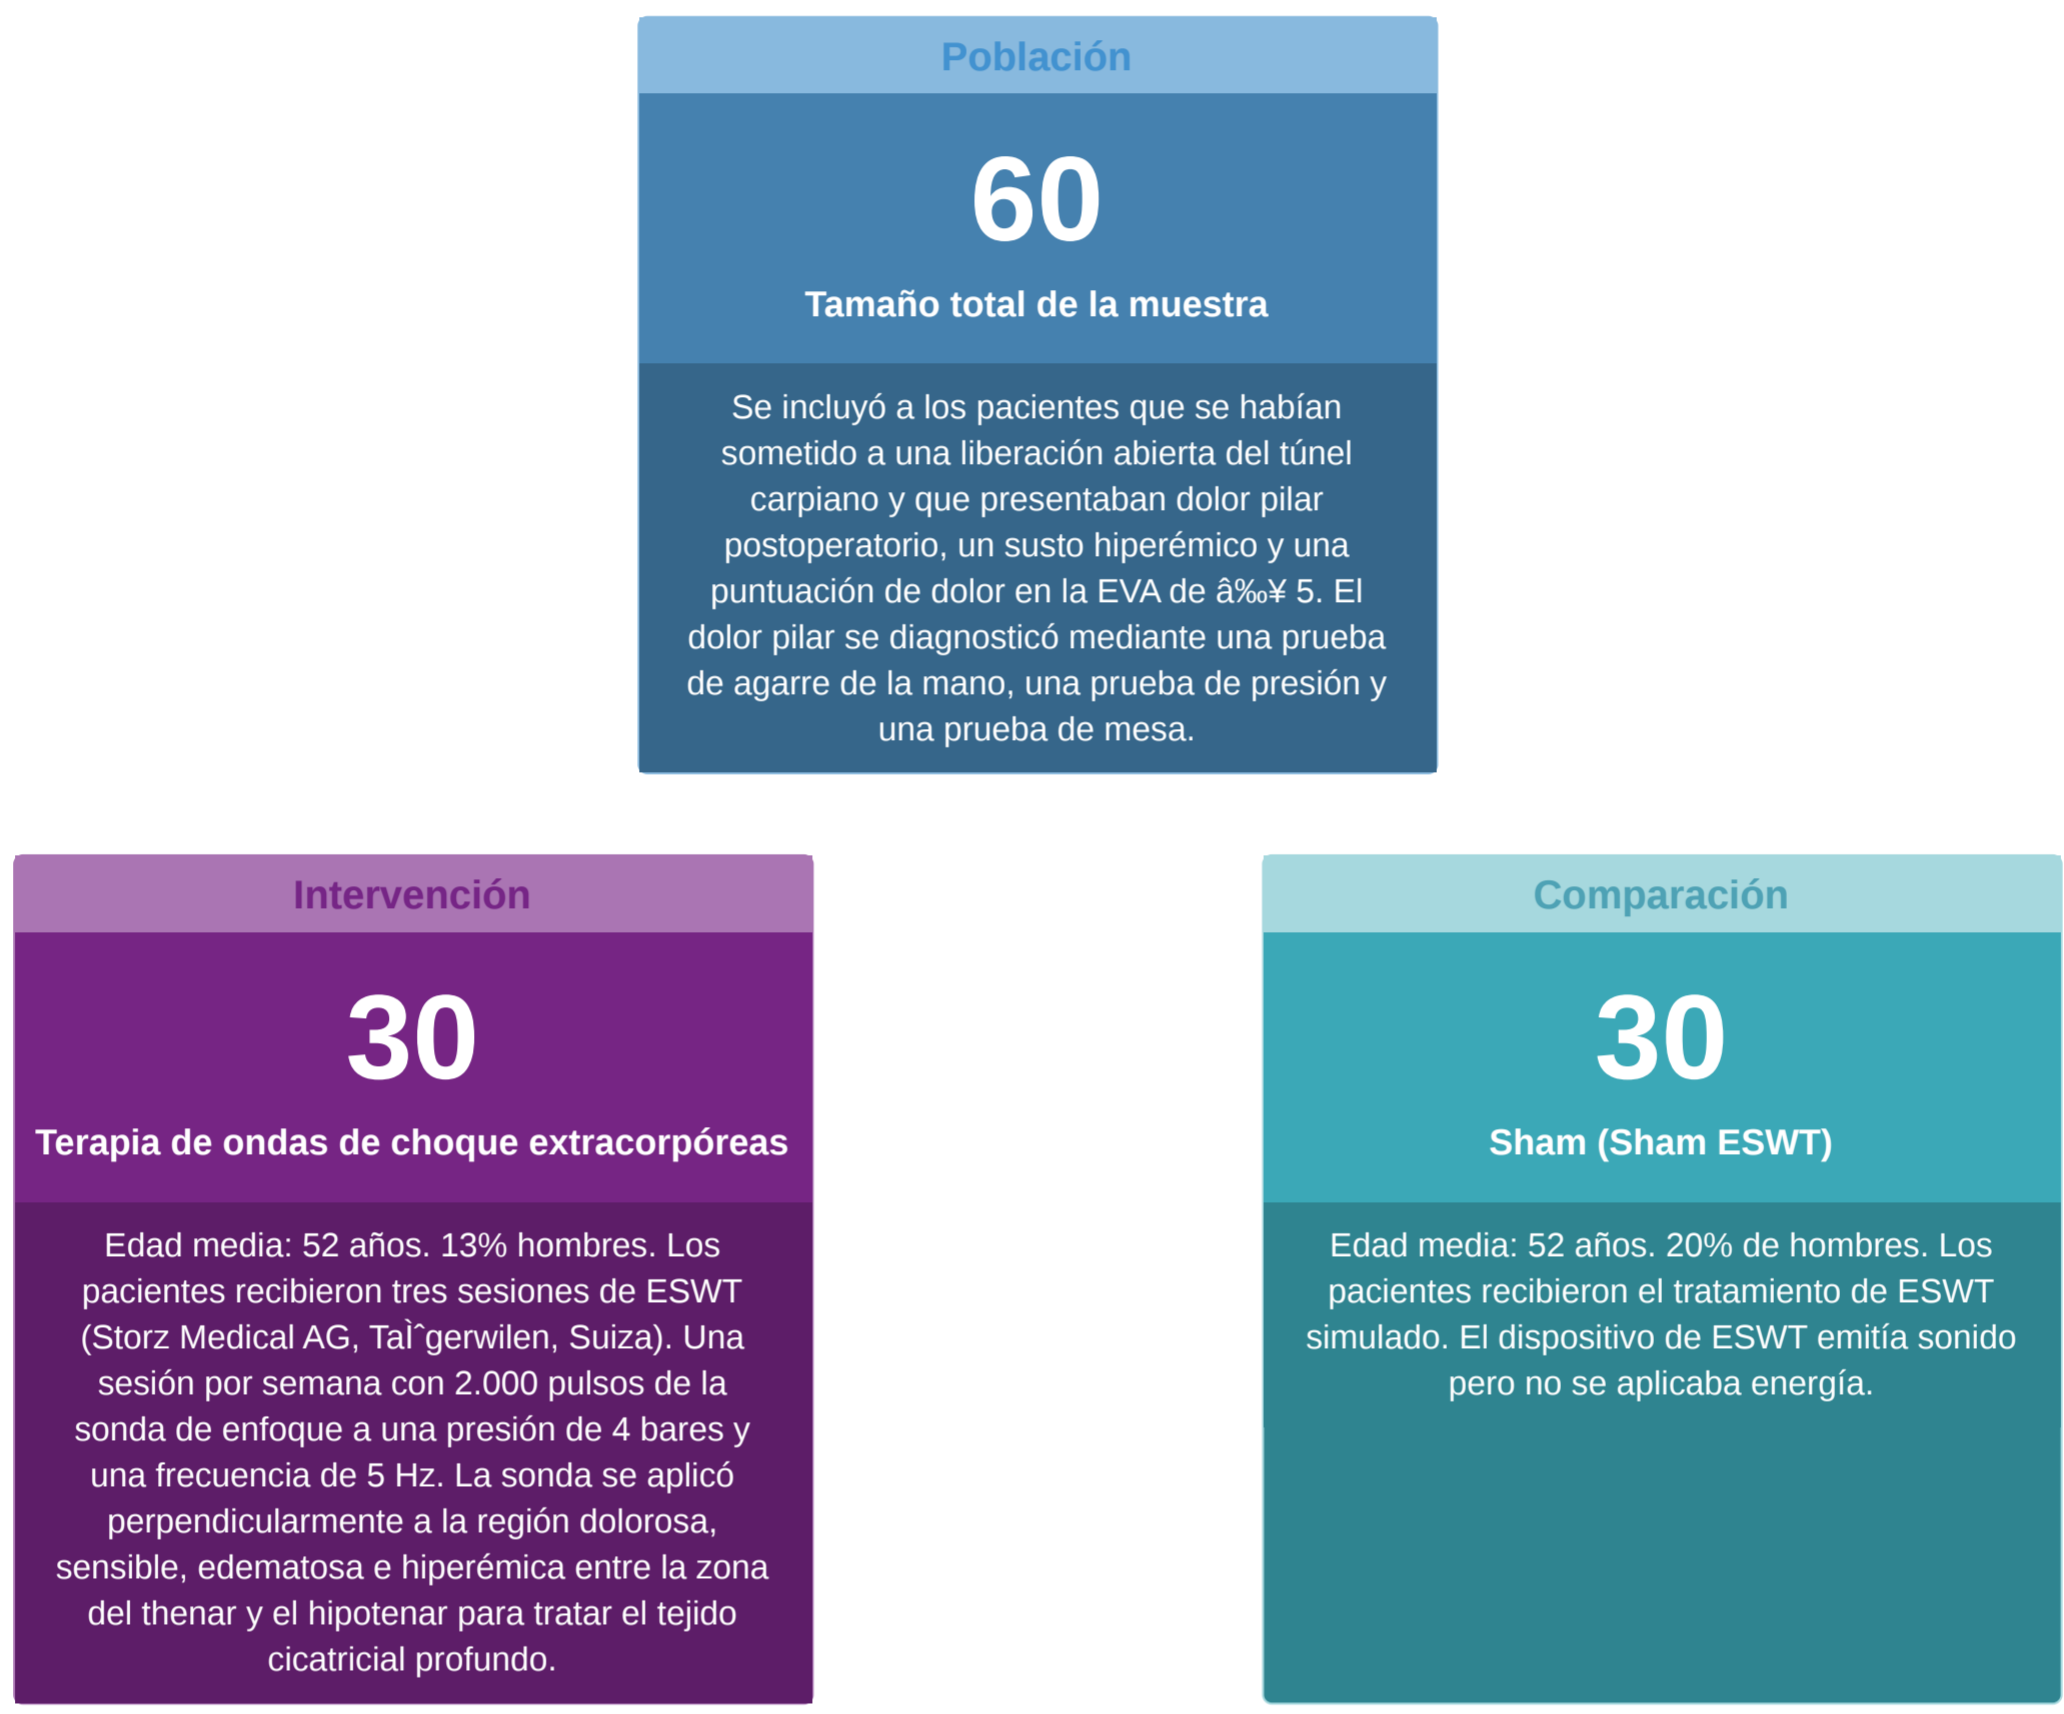 Población
60
Tamaño total de la muestra
Se incluyó a los pacientes que se habían
sometido a una liberación abierta del túnel
carpiano y que presentaban dolor pilar
postoperatorio, un susto hiperémico y una
puntuación de dolor en la EVA de â‰¥ 5. El
dolor pilar se diagnosticó mediante una prueba
de agarre de la mano, una prueba de presión y
una prueba de mesa.
Intervención
30
Terapia de ondas de choque extracorpóreas
Edad media: 52 años. 13% hombres. Los
pacientes recibieron tres sesiones de ESWT
(Storz Medical AG, TaÌˆgerwilen, Suiza). Una
sesión por semana con 2.000 pulsos de la
sonda de enfoque a una presión de 4 bares y
una frecuencia de 5 Hz. La sonda se aplicó
perpendicularmente a la región dolorosa,
sensible, edematosa e hiperémica entre la zona
del thenar y el hipotenar para tratar el tejido
cicatricial profundo.
Comparación
30
Sham (Sham ESWT)
Edad media: 52 años. 20% de hombres. Los
pacientes recibieron el tratamiento de ESWT
simulado. El dispositivo de ESWT emitía sonido
pero no se aplicaba energía.